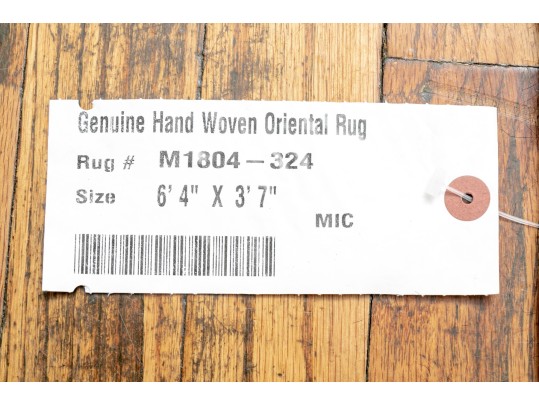 Genuine Hand Woven Oriental Rug
Rug # M1804-324
Size 6' 4" X 3' 7"
MIC